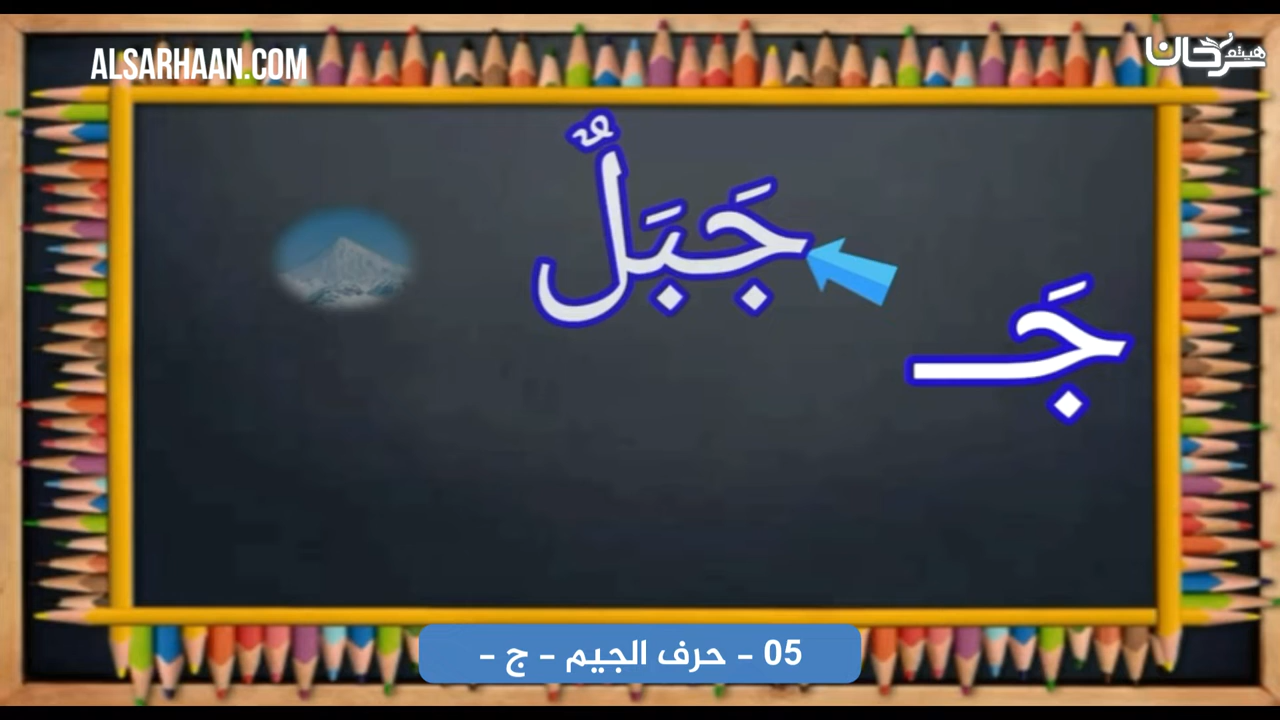 ALSARHAAN.COM
هيثم سرحان
جَبَلٌ
جَـ
05 - حرف الجيم - ج -